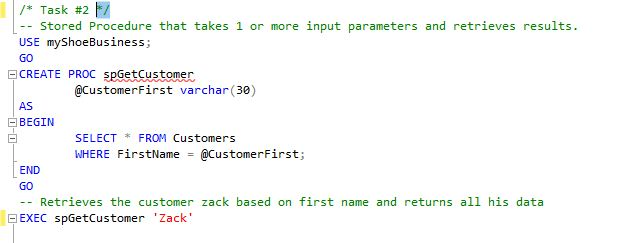 /* Task #2 */
-- Stored Procedure that takes 1 or more input parameters and retrieves results.
USE myShoeBusiness;
GO
CREATE PROC spGetCustomer
@CustomerFirst varchar(30)
AS
BEGIN
SELECT * FROM Customers
WHERE FirstName = @CustomerFirst;
END
GO
-- Retrieves the customer zack based on first name and returns all his data
EXEC spGetCustomer 'Zack'